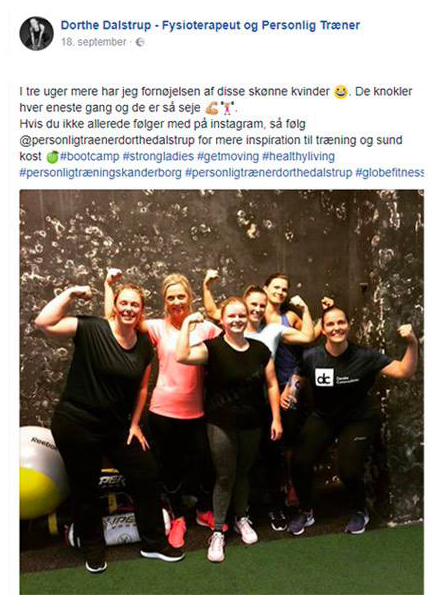 Dorthe Dalstrup - Fysioterapeut og Personlig Træner
18. september ·
I tre uger mere har jeg fornøjelsen af disse skønne kvinder 😂. De knokler
hver eneste gang og de er så seje 💪🏼🏋.
Hvis du ikke allerede følger med på instagram, så følg
@personligtraenerdorthedalstrup for mere inspiration til træning og sund
kost 🍏#bootcamp #strongladies #getmoving #healthyliving
#personligtræningskanderborg #personligtrænerdorthedalstrup #globefitness
Reebok
dc